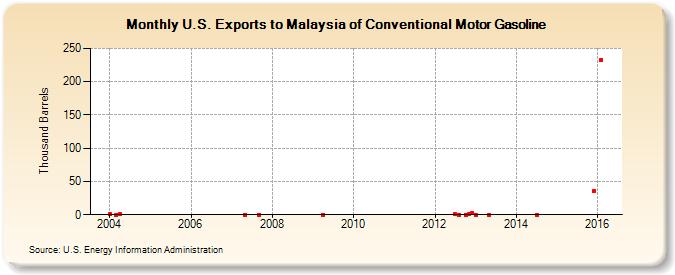 Monthly U.S. Exports to Malaysia of Conventional Motor Gasoline
Thousand Barrels
250
200
150
100
50
0
2004 2006 2008 2010 2012 2014 2016
Source: U.S. Energy Information Administration